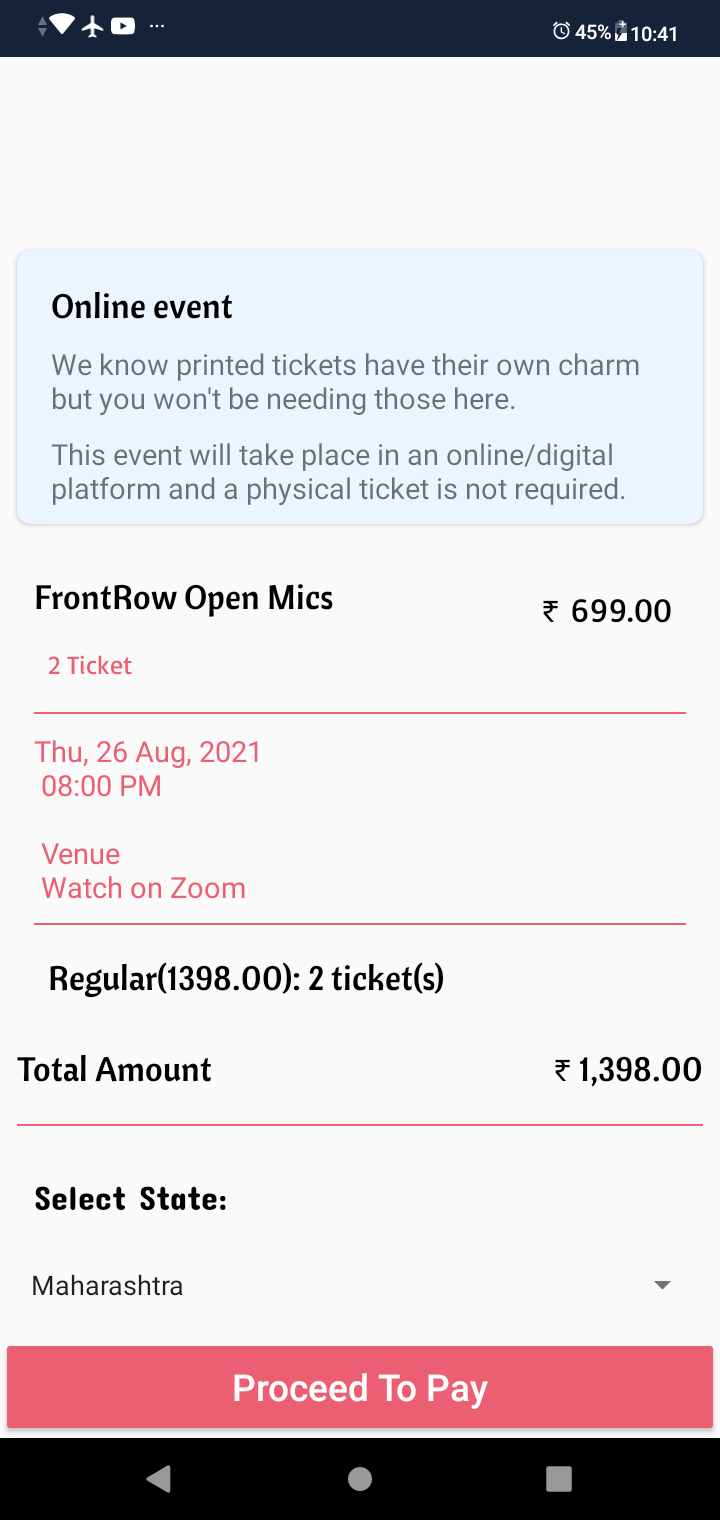 45% 10:41
Online event
We know printed tickets have their own charm
but you won't be needing those here.
This event will take place in an online/digital
platform and a physical ticket is not required.
FrontRow Open Mics
₹ 699.00
2 Ticket
Thu, 26 Aug, 2021
08:00 PM
Venue
Watch on Zoom
Regular(1398.00): 2 ticket(s)
Total Amount ₹ 1,398.00
Select State:
Maharashtra
Proceed To Pay